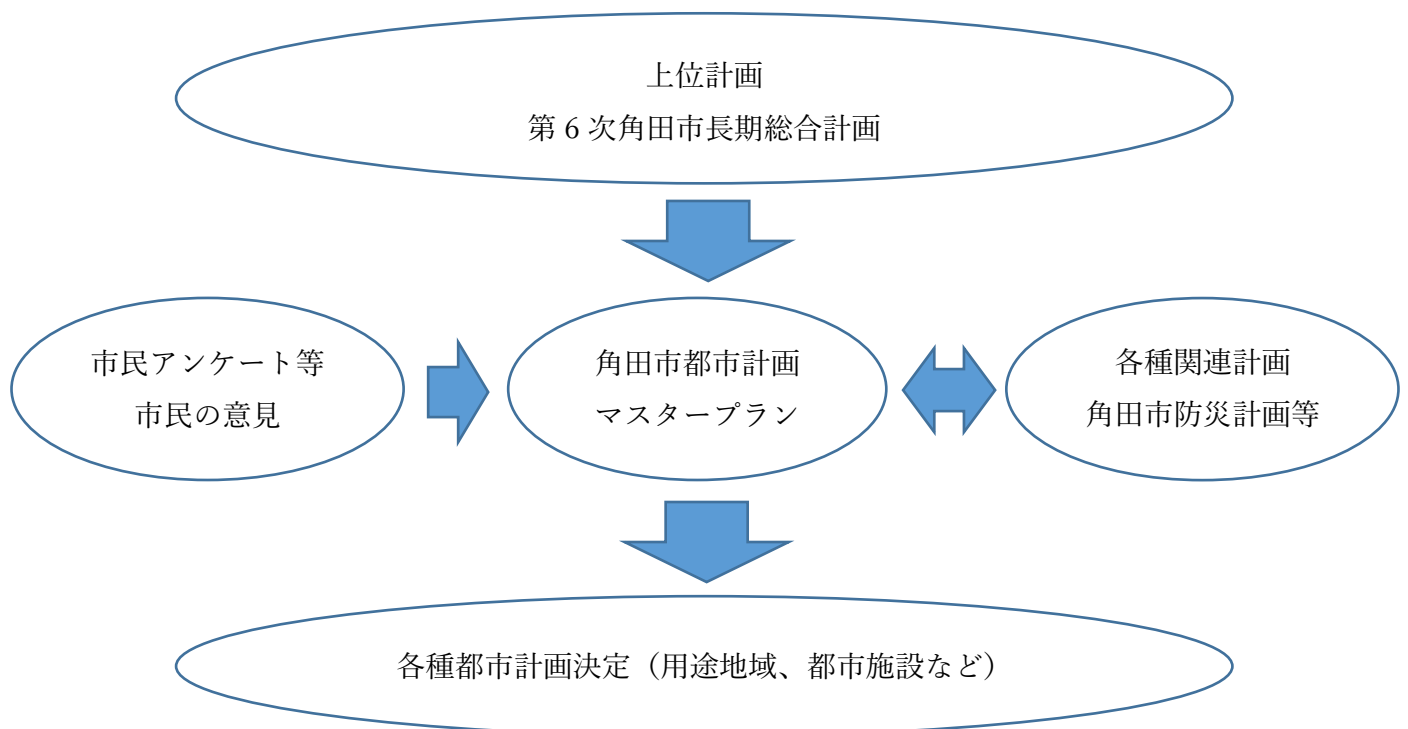 上位計画
第 6 次角田市長期総合計画
市民アンケート等
市民の意見
角田市都市計画
マスタープラン
各種関連計画
角田市防災計画等
各種都市計画決定（用途地域、都市施設など）